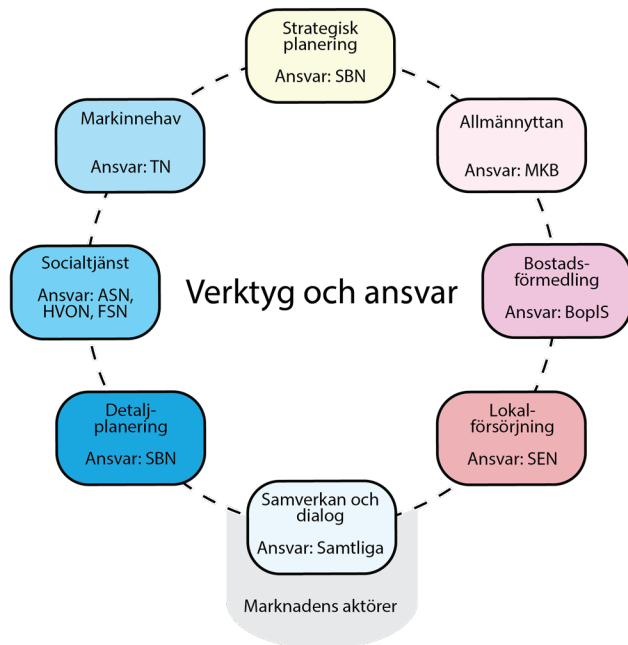 Strategisk
planering
Ansvar: SBN
Markinnehav
Ansvar: TN
Allmännyttan
Ansvar: MKB
Socialtjänst
Ansvar: ASN,
HVON, FSN
Verktyg och ansvar
Bostads-
förmedling
Ansvar: BoplS
Detalj-
planering
Ansvar: SBN
Lokal-
försörjning
Ansvar: SEN
Samverkan och
dialog
Ansvar: Samtliga
Marknadens aktörer